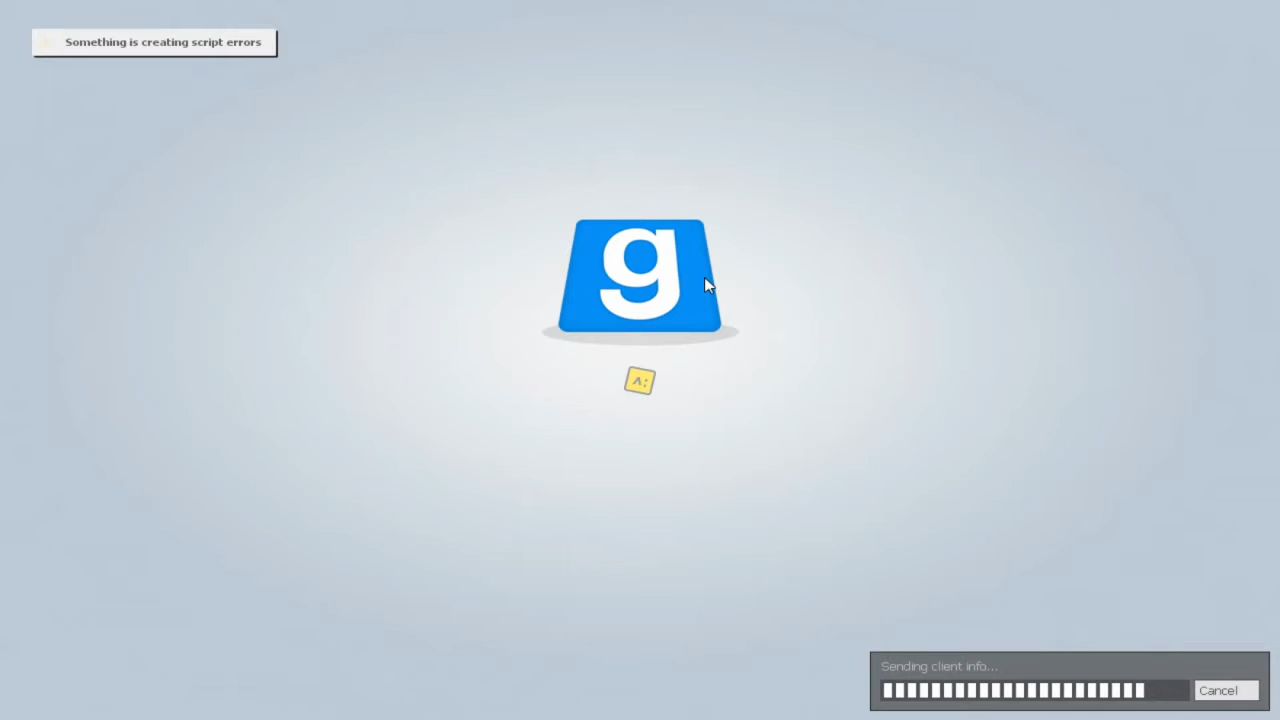 Something is creating script errors
g
^:
Sending client info...
Cancel